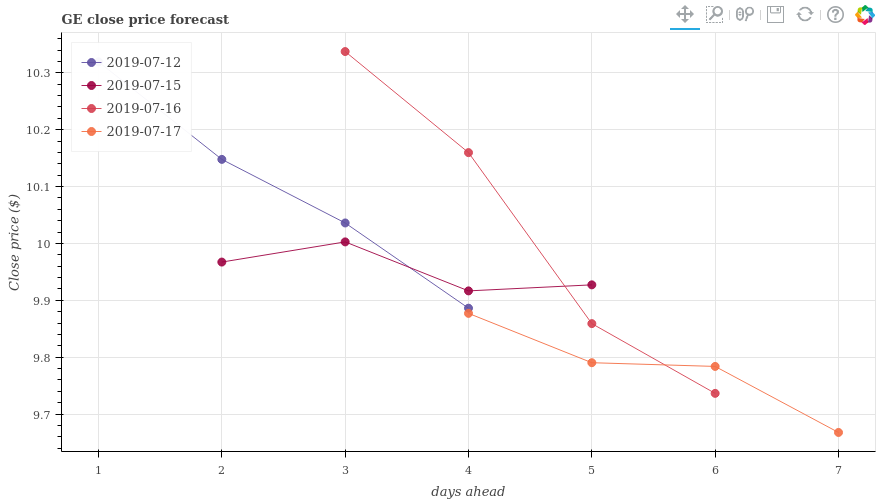 GE close price forecast
2019-07-12
2019-07-15
2019-07-16
2019-07-17
10.3
10.2
10.1
10
9.9
9.8
9.7
Close price ($)
1 2 3 4 5 6 7
days ahead